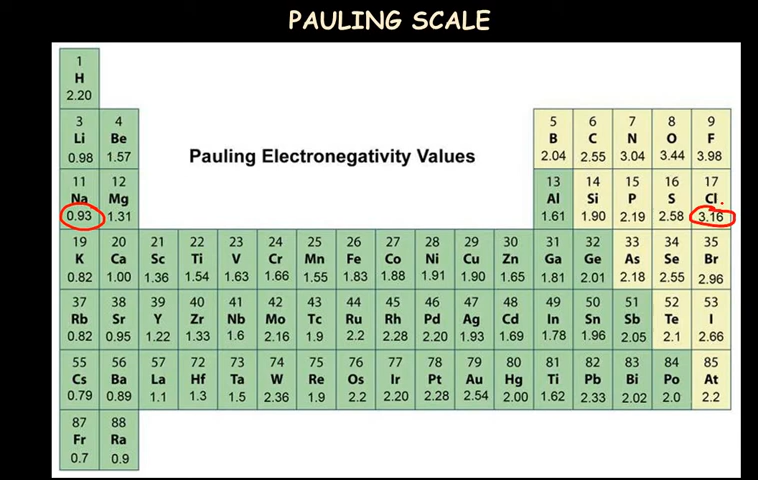 PAULING SCALE
1
H
2.20
3 4 5 6 7 8 9
Li Be B C N O F
0.98 1.57 Pauling Electronegativity Values 2.04 2.55 3.04 3.44 3.98
11 12 13 14 15 16 17
Na Mg Al Si P S Cl
0.93 1.31 1.61 1.90 2.19 2.58 3.16
19 20 21 22 23 24 25 26 27 28 29 30 31 32 33 34 35
K Ca Sc Ti V Cr Mn Fe Co Ni Cu Zn Ga Ge As Se Br
0.82 1.00 1.36 1.54 1.63 1.66 1.55 1.83 1.88 1.91 1.90 1.65 1.81 2.01 2.18 2.55 2.96
37 38 39 40 41 42 43 44 45 46 47 48 49 50 51 52 53
Rb Sr Y Zr Nb Mo Tc Ru Rh Pd Ag Cd In Sn Sb Te I
0.82 0.95 1.22 1.33 1.6 2.16 1.9 2.2 2.28 2.20 1.93 1.69 1.78 1.96 2.05 2.1 2.66
55 56 57 72 73 74 75 76 77 78 79 80 81 82 83 84 85
Cs Ba La Hf Ta W Re Os Ir Pt Au Hg Ti Pb Bi Po At
0.79 0.89 1.1 1.3 1.5 2.36 1.9 2.2 2.20 2.28 2.54 2.00 1.62 2.33 2.02 2.0 2.2
87 88
Fr Ra
0.7 0.9